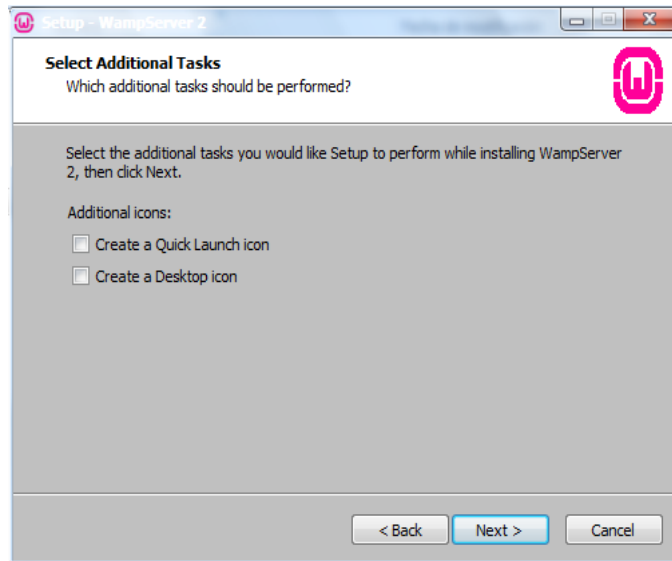 Setup - WampServer 2
Select Additional Tasks
Which additional tasks should be performed?
Select the additional tasks you would like Setup to perform while installing WampServer
2, then click Next.
Additional icons:
Create a Quick Launch icon
Create a Desktop icon
< Back
Next >
Cancel